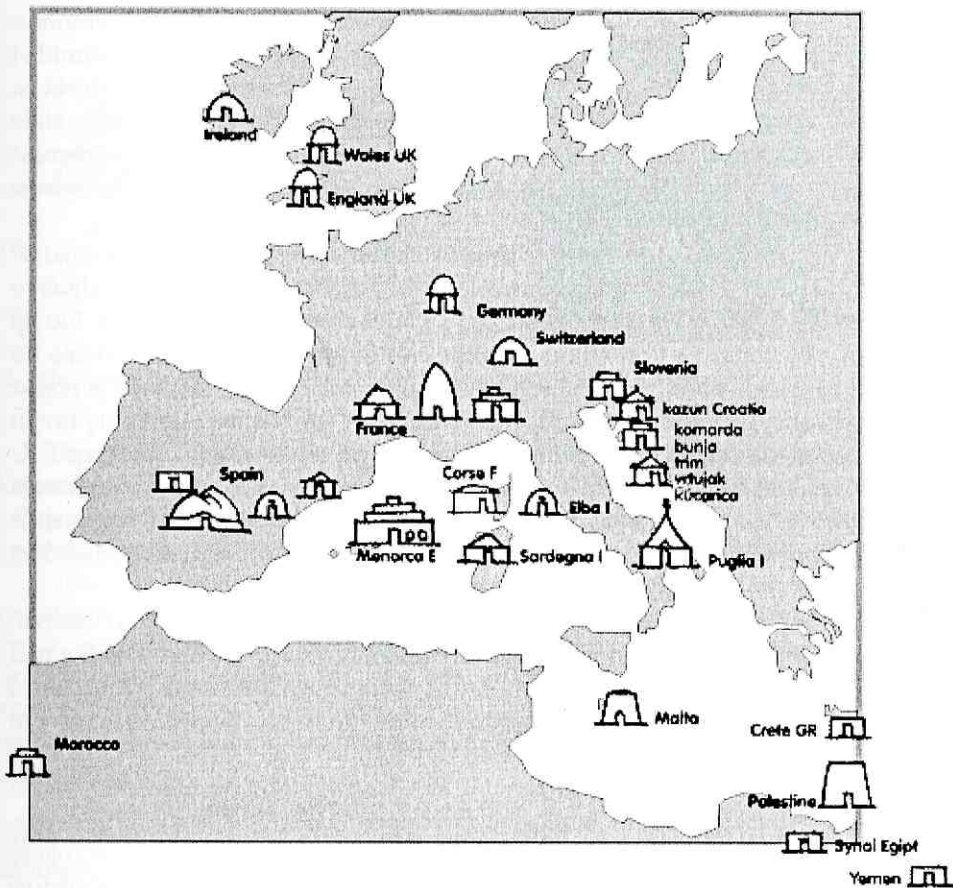 Ireland
Wales UK
England UK
Germany
Switzerland
Slovenia
kazun Croatia
France
komarda
bunja
trim
vrtujak
kućarica
Spain
Corse F
Elba I
Menorca E
Sardegna I
Puglia I
Malta
Crete GR
Morocco
Palestine
Synai Egipt
Yemen